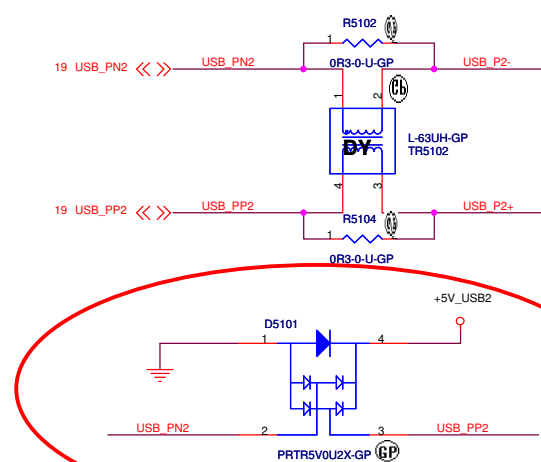 R5102
1
19 USB_PN2
USB_PN2
USB_P2-
0R3-0-U-GP
1
2
DY
L-63UH-GP
TR5102
4
3
19 USB_PP2
USB_PP2
USB_P2+
R5104
1
0R3-0-U-GP
+5V_USB2
D5101
1
4
USB_PN2
2
3
USB_PP2
PRTR5V0U2X-GP
GP